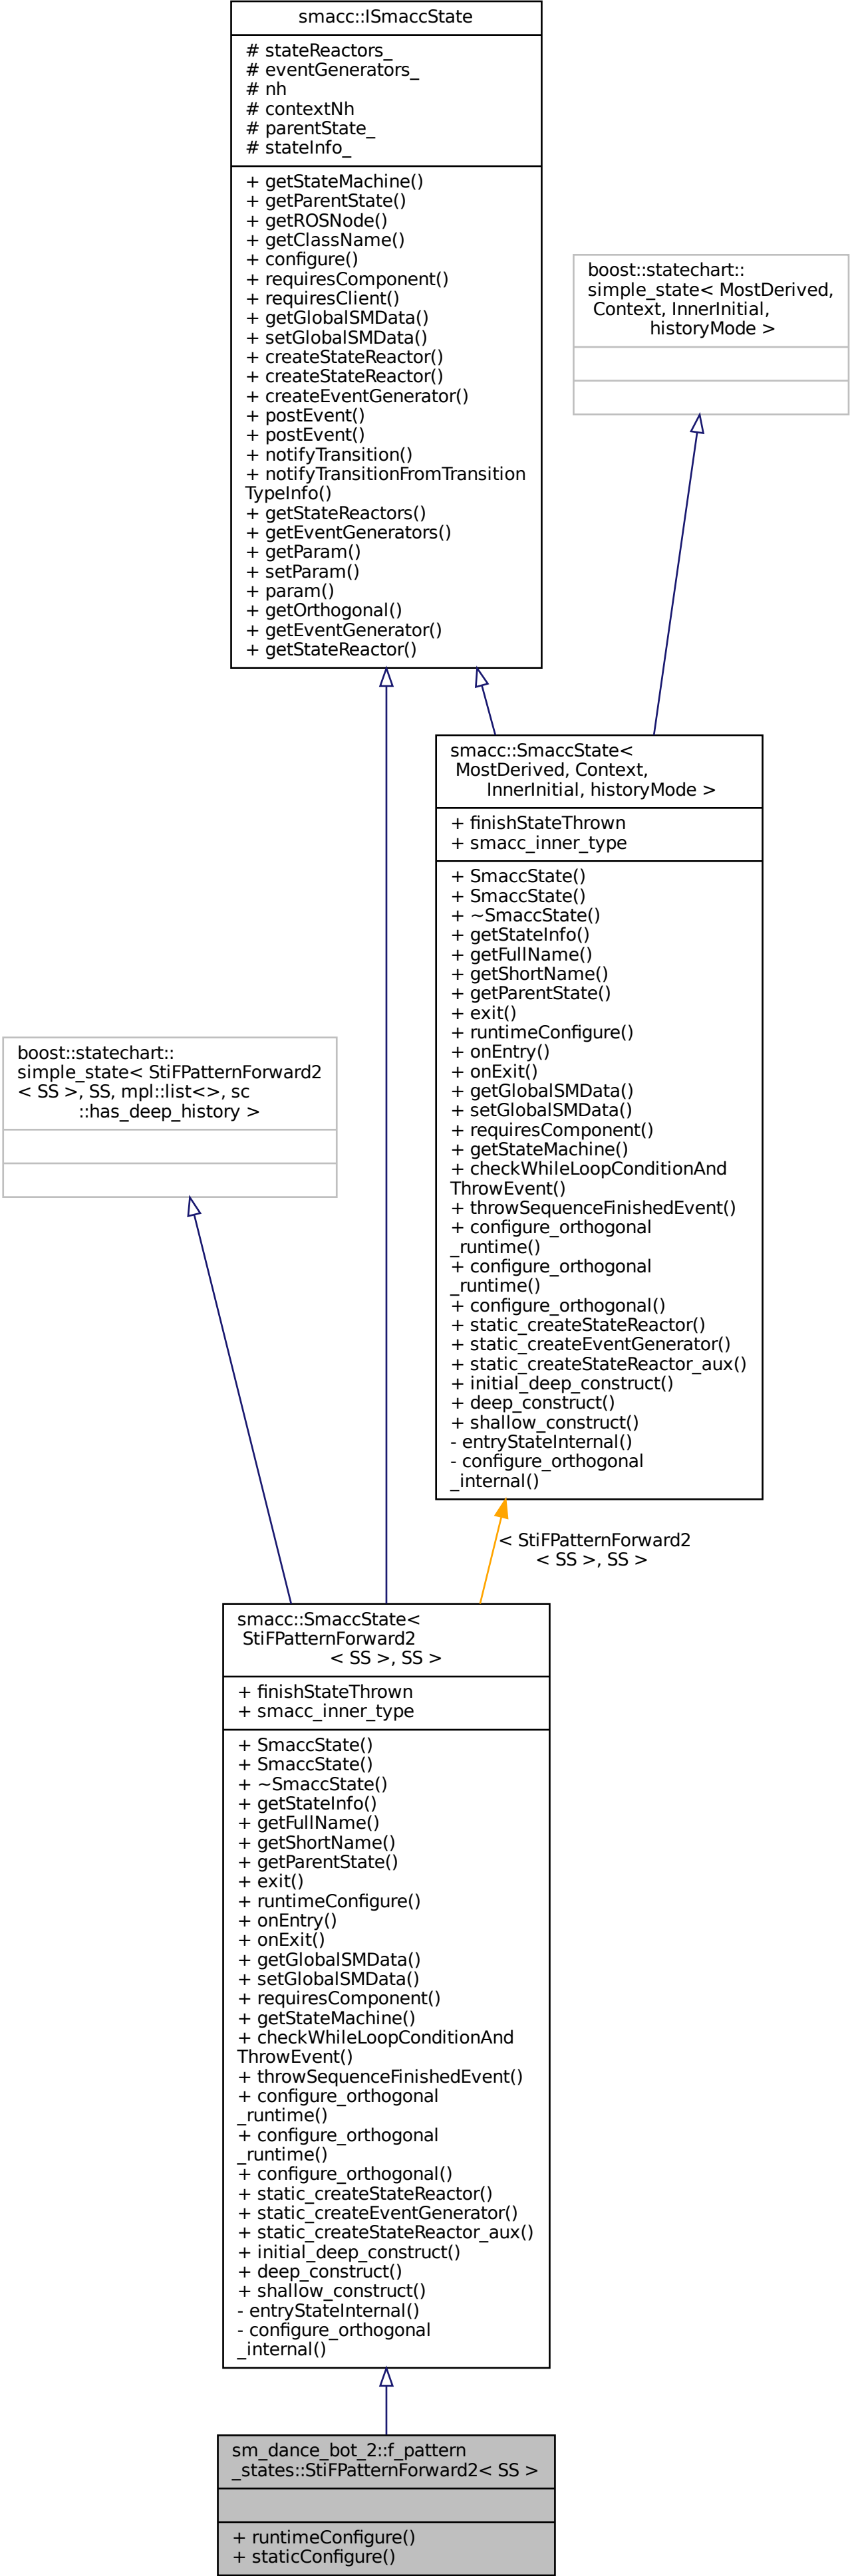 smacc::ISmaccState
# stateReactors_
# eventGenerators_
# nh
# contextNh
# parentState_
# stateInfo_
+ getStateMachine()
+ getParentState()
+ getROSNode()
+ getClassName()
+ configure()
+ requiresComponent()
+ requiresClient()
+ getGlobalSMData()
+ setGlobalSMData()
+ createStateReactor()
+ createStateReactor()
+ createEventGenerator()
+ postEvent()
+ postEvent()
+ notifyTransition()
+ notifyTransitionFromTransition
TypeInfo()
+ getStateReactors()
+ getEventGenerators()
+ getParam()
+ setParam()
+ param()
+ getOrthogonal()
+ getEventGenerator()
+ getStateReactor()
boost::statechart::
simple_state< MostDerived,
Context, InnerInitial,
historyMode >
smacc::SmaccState<
MostDerived, Context,
InnerInitial, historyMode >
+ finishStateThrown
+ smacc_inner_type
+ SmaccState()
+ SmaccState()
+ ~SmaccState()
+ getStateInfo()
+ getFullName()
+ getShortName()
+ getParentState()
+ exit()
+ runtimeConfigure()
+ onEntry()
+ onExit()
+ getGlobalSMData()
+ setGlobalSMData()
+ requiresComponent()
+ getStateMachine()
+ checkWhileLoopConditionAnd
ThrowEvent()
+ throwSequenceFinishedEvent()
+ configure_orthogonal
_runtime()
+ configure_orthogonal
_runtime()
+ configure_orthogonal()
+ static_createStateReactor()
+ static_createEventGenerator()
+ static_createStateReactor_aux()
+ initial_deep_construct()
+ deep_construct()
+ shallow_construct()
- entryStateInternal()
- configure_orthogonal
_internal()
boost::statechart::
simple_state< StiFPatternForward2
< SS >, SS, mpl::list<>, sc
::has_deep_history >
< StiFPatternForward2
< SS >, SS >
smacc::SmaccState<
StiFPatternForward2
< SS >, SS >
+ finishStateThrown
+ smacc_inner_type
+ SmaccState()
+ SmaccState()
+ ~SmaccState()
+ getStateInfo()
+ getFullName()
+ getShortName()
+ getParentState()
+ exit()
+ runtimeConfigure()
+ onEntry()
+ onExit()
+ getGlobalSMData()
+ setGlobalSMData()
+ requiresComponent()
+ getStateMachine()
+ checkWhileLoopConditionAnd
ThrowEvent()
+ throwSequenceFinishedEvent()
+ configure_orthogonal
_runtime()
+ configure_orthogonal
_runtime()
+ configure_orthogonal()
+ static_createStateReactor()
+ static_createEventGenerator()
+ static_createStateReactor_aux()
+ initial_deep_construct()
+ deep_construct()
+ shallow_construct()
- entryStateInternal()
- configure_orthogonal
_internal()
sm_dance_bot_2::f_pattern
_states::StiFPatternForward2< SS >
+ runtimeConfigure()
+ staticConfigure()